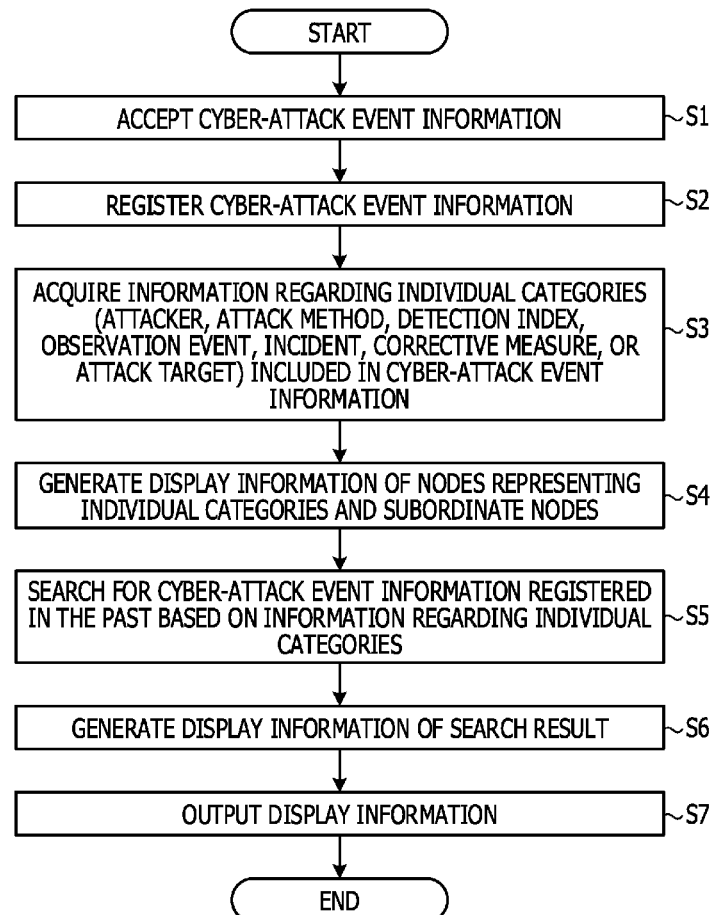 START
ACCEPT CYBER-ATTACK EVENT INFORMATION
S1
REGISTER CYBER-ATTACK EVENT INFORMATION
S2
ACQUIRE INFORMATION REGARDING INDIVIDUAL CATEGORIES
(ATTACKER, ATTACK METHOD, DETECTION INDEX,
OBSERVATION EVENT, INCIDENT, CORRECTIVE MEASURE, OR
ATTACK TARGET) INCLUDED IN CYBER-ATTACK EVENT
INFORMATION
S3
GENERATE DISPLAY INFORMATION OF NODES REPRESENTING
INDIVIDUAL CATEGORIES AND SUBORDINATE NODES
S4
SEARCH FOR CYBER-ATTACK EVENT INFORMATION REGISTERED
IN THE PAST BASED ON INFORMATION REGARDING INDIVIDUAL
CATEGORIES
S5
GENERATE DISPLAY INFORMATION OF SEARCH RESULT
S6
OUTPUT DISPLAY INFORMATION
S7
END